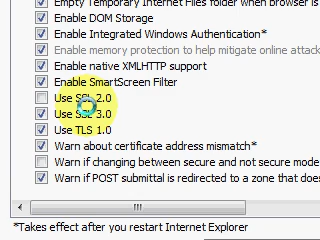 Empty Temporary Internet Files folder when browser is
Enable DOM Storage
Enable Integrated Windows Authentication*
Enable memory protection to help mitigate online attack
Enable native XMLHTTP support
Enable SmartScreen Filter
Use SSL 2.0
Use SSL 3.0
Use TLS 1.0
Warn about certificate address mismatch*
Warn if changing between secure and not secure mode
Warn if POST submittal is redirected to a zone that does
*Takes effect after you restart Internet Explorer